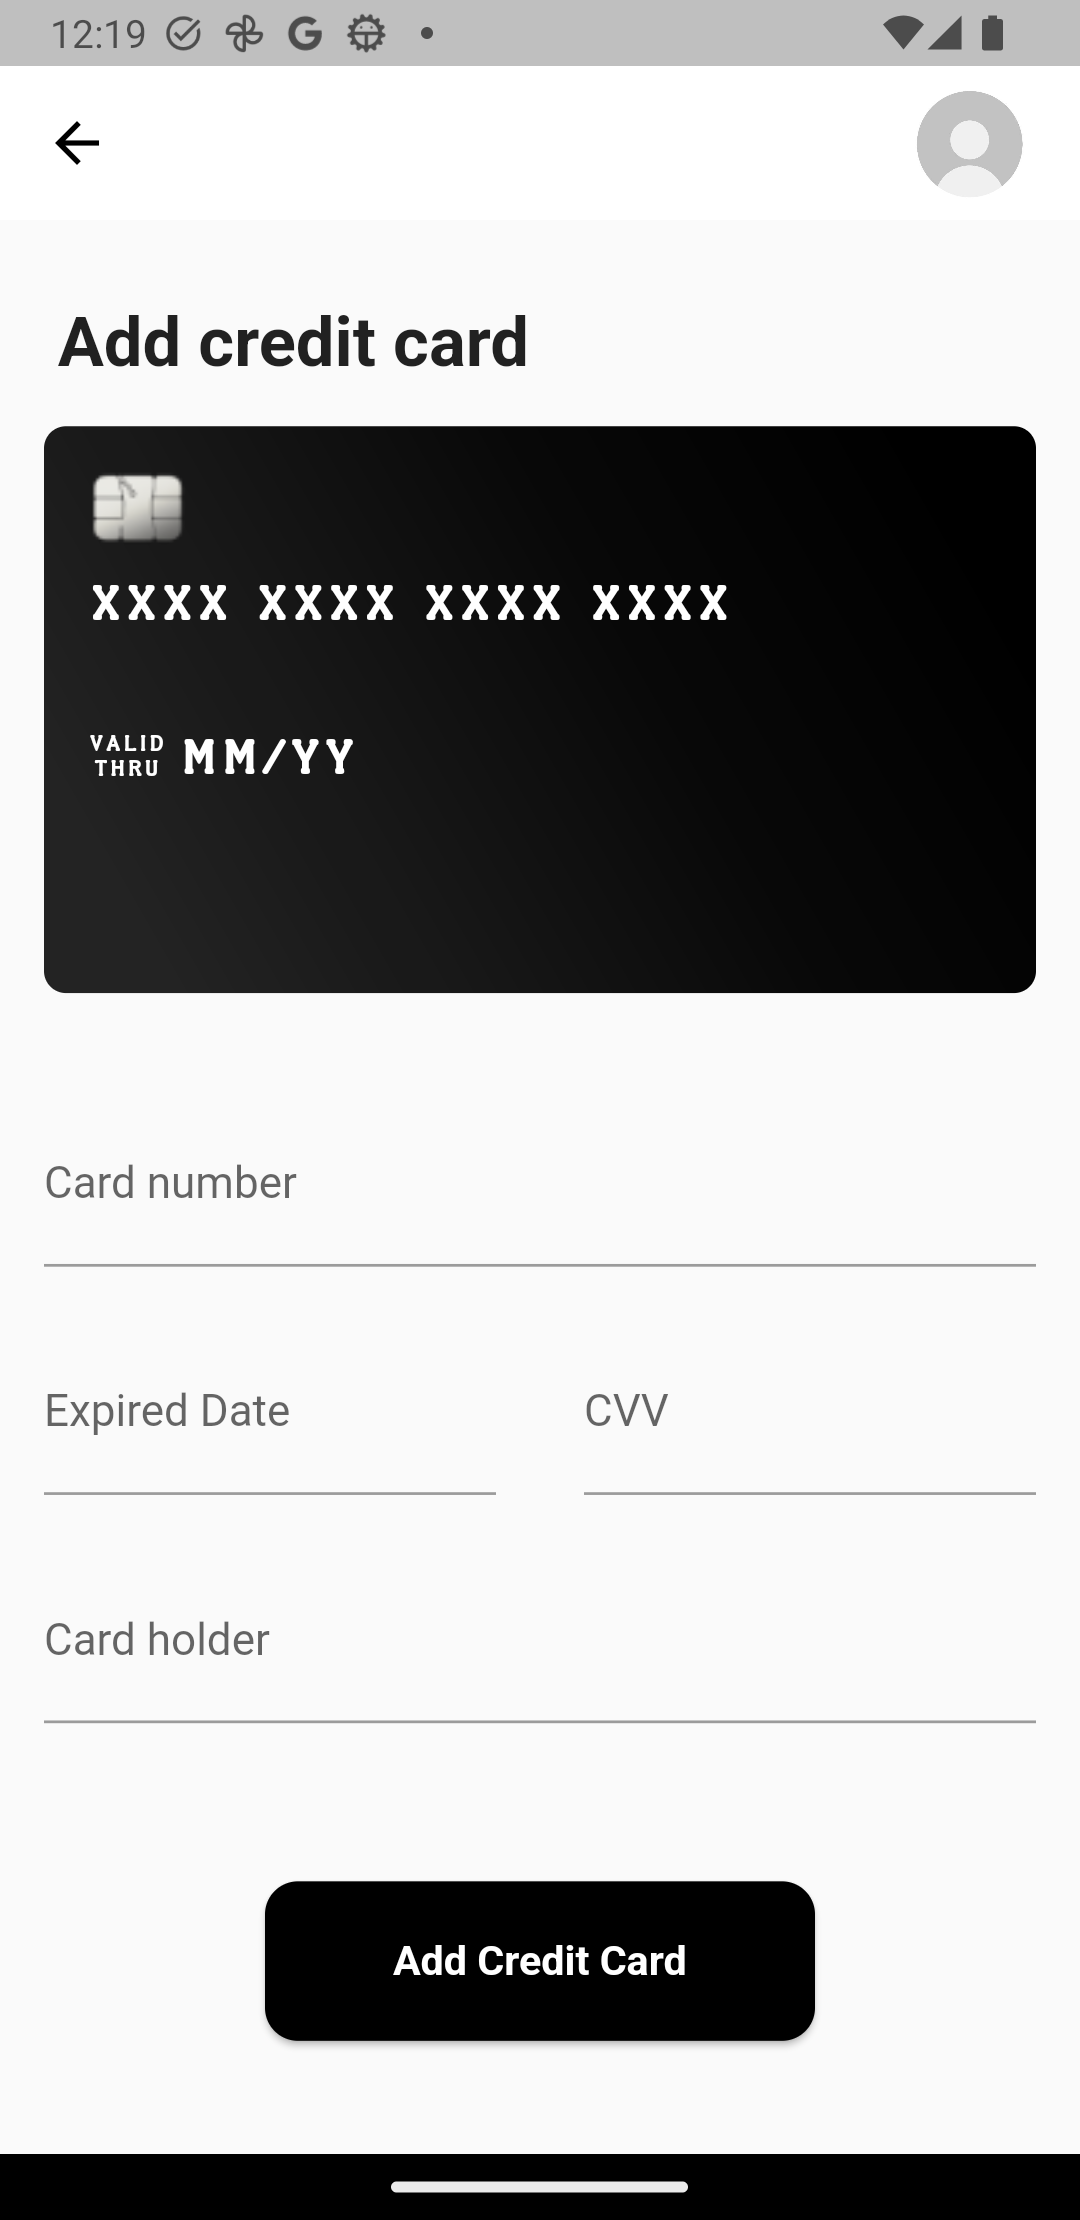 12:19
Add credit card
XXXX XXXX XXXX XXXX
VALID
THRU
MM/YY
Card number
Expired Date
CVV
Card holder
Add Credit Card